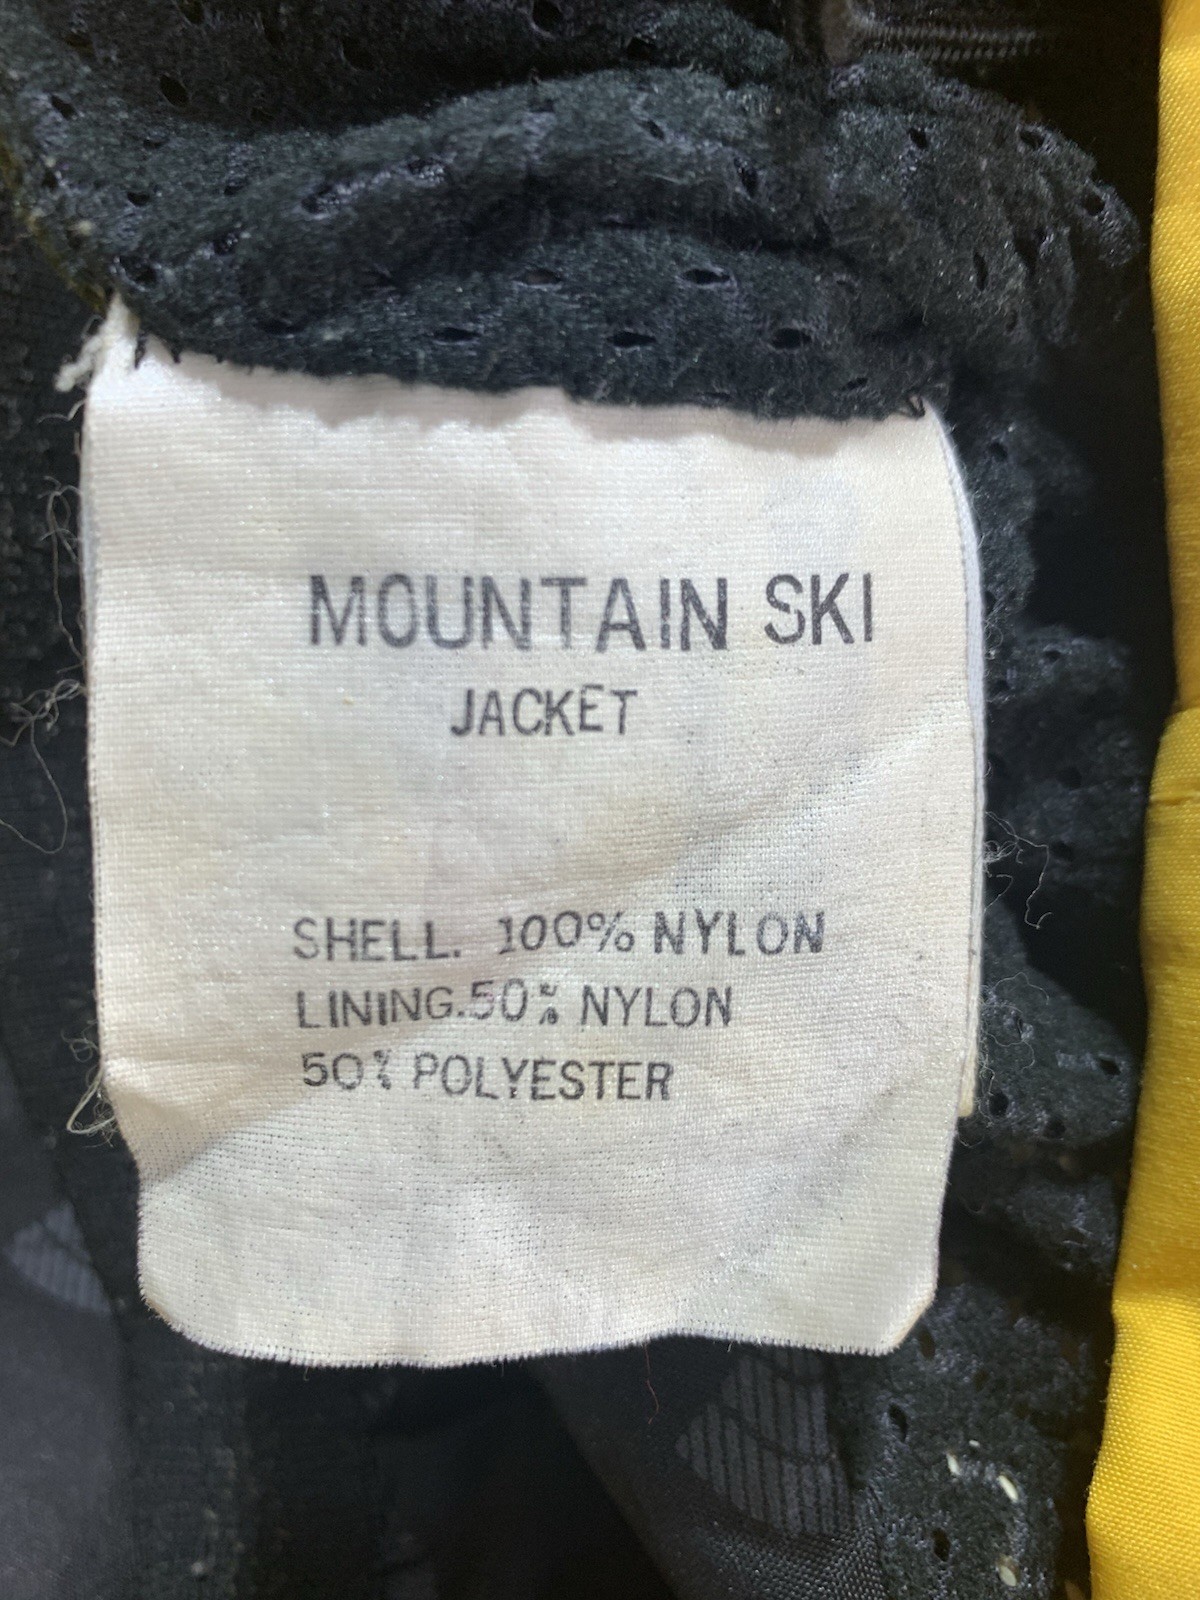 MOUNTAIN SKI
JACKET
SHELL. 100% NYLON
LINING.50% NYLON
50% POLYESTER